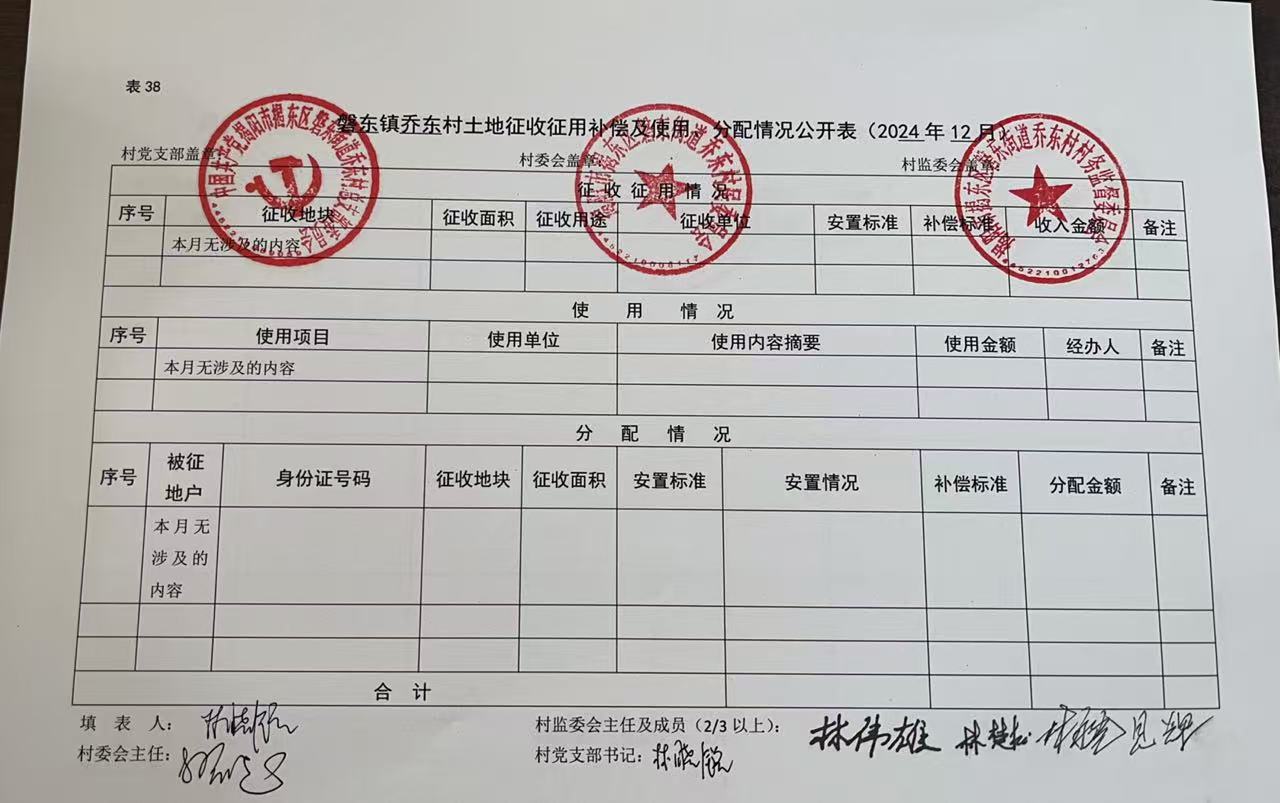 表 38
磐东镇乔东村土地征收征用补偿及使用、分配情况公开表（2024 年 12 月）
村党支部盖章： 村委会盖章： 村监委会盖章：
征 收 征 用 情 况
序号 征收地块 征收面积 征收用途 征收单位 安置标准 补偿标准 收入金额 备注
本月无涉及的内容
使 用 情 况
序号 使用项目 使用单位 使用内容摘要 使用金额 经办人 备注
本月无涉及的内容
分 配 情 况
序号 被征地户 身份证号码 征收地块 征收面积 安置标准 安置情况 补偿标准 分配金额 备注
本月无
涉及的
内容
合 计
填 表 人： 村监委会主任及成员（2/3 以上）： 林伟雄
村委会主任： 村党支部书记：